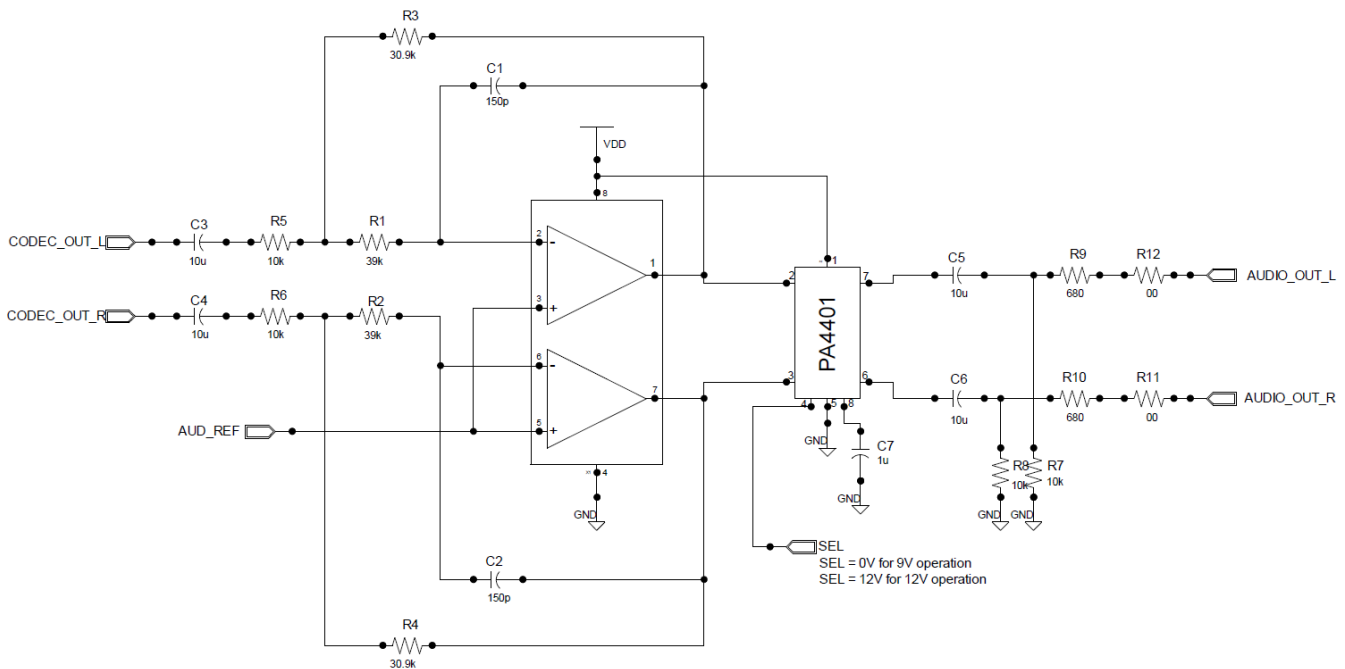 R3
30.9k
C1
150p
VDD
8
1
CODEC_OUT_L
C3
10u
R5
10k
R1
39k
2
-
1
3
+
CODEC_OUT_R
C4
10u
R6
10k
R2
39k
6
-
7
5
+
AUD_REF
4
GND
2
7
PA4401
3
6
4
5
8
GND
C7
1u
GND
C5
10u
R9
680
R12
00
AUDIO_OUT_L
C6
10u
R10
680
R11
00
AUDIO_OUT_R
R8
10k
R7
10k
GND
GND
SEL
SEL = 0V for 9V operation
SEL = 12V for 12V operation
C2
150p
R4
30.9k